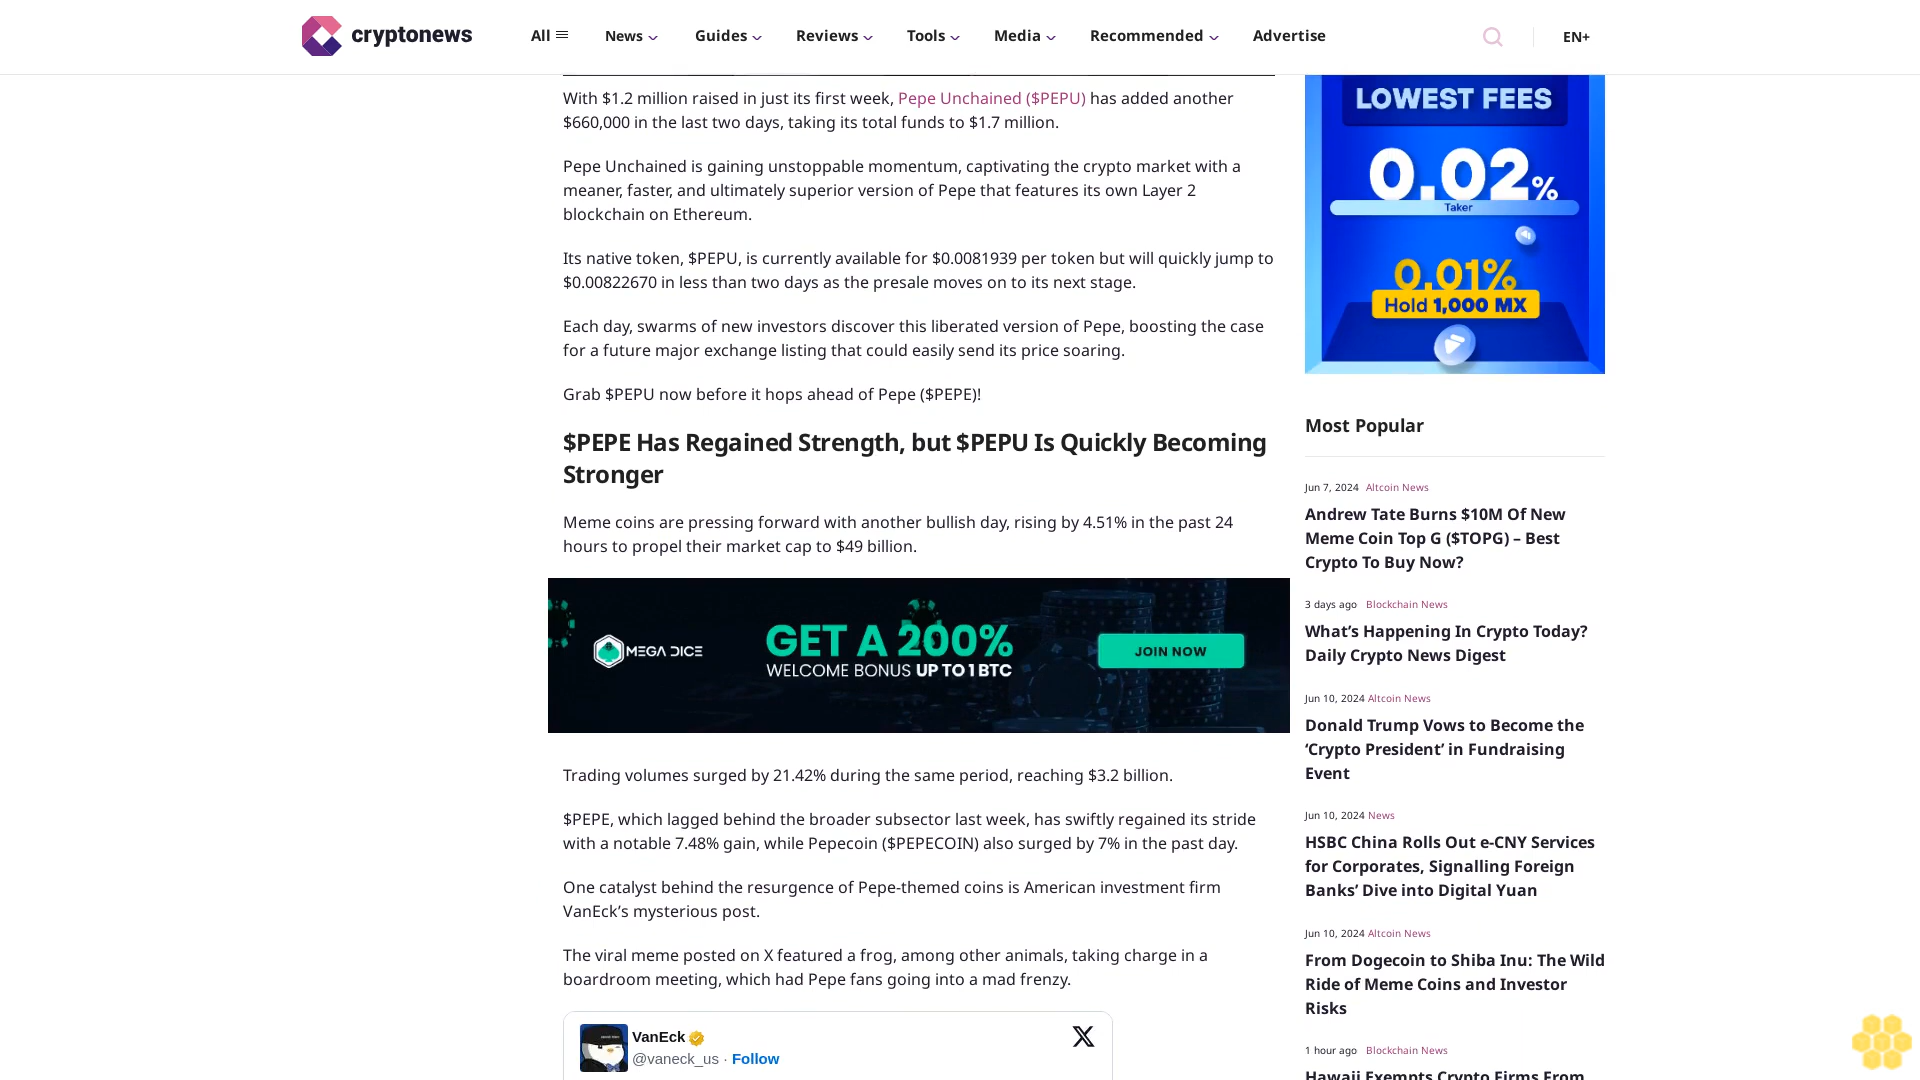 cryptonews
All
News
Guides
Reviews
Tools
Media
Recommended
Advertise
EN+
With $1.2 million raised in just its first week, Pepe Unchained ($PEPU) has added another
$660,000 in the last two days, taking its total funds to $1.7 million.
Pepe Unchained is gaining unstoppable momentum, captivating the crypto market with a
meaner, faster, and ultimately superior version of Pepe that features its own Layer 2
blockchain on Ethereum.
Its native token, $PEPU, is currently available for $0.0081939 per token but will quickly jump to
$0.00822670 in less than two days as the presale moves on to its next stage.
Each day, swarms of new investors discover this liberated version of Pepe, boosting the case
for a future major exchange listing that could easily send its price soaring.
Grab $PEPU now before it hops ahead of Pepe ($PEPE)!
$PEPE Has Regained Strength, but $PEPU Is Quickly Becoming
Stronger
Meme coins are pressing forward with another bullish day, rising by 4.51% in the past 24
hours to propel their market cap to $49 billion.
MEGA DICE
GET A 200%
WELCOME BONUS UP TO 1 BTC
JOIN NOW
Trading volumes surged by 21.42% during the same period, reaching $3.2 billion.
$PEPE, which lagged behind the broader subsector last week, has swiftly regained its stride
with a notable 7.48% gain, while Pepecoin ($PEPECOIN) also surged by 7% in the past day.
One catalyst behind the resurgence of Pepe-themed coins is American investment firm
VanEck’s mysterious post.
The viral meme posted on X featured a frog, among other animals, taking charge in a
boardroom meeting, which had Pepe fans going into a mad frenzy.
VanEck
@vaneck_us · Follow
LOWEST FEES
0.02%
Taker
0.01%
Hold 1,000 MX
Most Popular
Jun 7, 2024 Altcoin News
Andrew Tate Burns $10M Of New
Meme Coin Top G ($TOPG) – Best
Crypto To Buy Now?
3 days ago Blockchain News
What’s Happening In Crypto Today?
Daily Crypto News Digest
Jun 10, 2024 Altcoin News
Donald Trump Vows to Become the
‘Crypto President’ in Fundraising
Event
Jun 10, 2024 News
HSBC China Rolls Out e-CNY Services
for Corporates, Signalling Foreign
Banks’ Dive into Digital Yuan
Jun 10, 2024 Altcoin News
From Dogecoin to Shiba Inu: The Wild
Ride of Meme Coins and Investor
Risks
1 hour ago Blockchain News
Hawaii Exempts Crypto Firms From